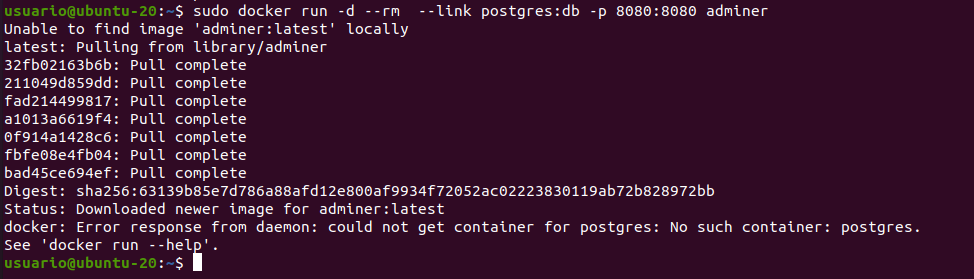 usuario@ubuntu-20:~$ sudo docker run -d --rm  --link postgres:db -p 8080:8080 adminer
Unable to find image 'adminer:latest' locally
latest: Pulling from library/adminer
32fb02163b6b: Pull complete
211049d859dd: Pull complete
fad214499817: Pull complete
a1013a6619f4: Pull complete
0f914a1428c6: Pull complete
fbfe08e4fb04: Pull complete
bad45ce694ef: Pull complete
Digest: sha256:63139b85e7d786a88afd12e800af9934f72052ac02223830119ab72b828972bb
Status: Downloaded newer image for adminer:latest
docker: Error response from daemon: could not get container for postgres: No such container: postgres.
See 'docker run --help'.
usuario@ubuntu-20:~$